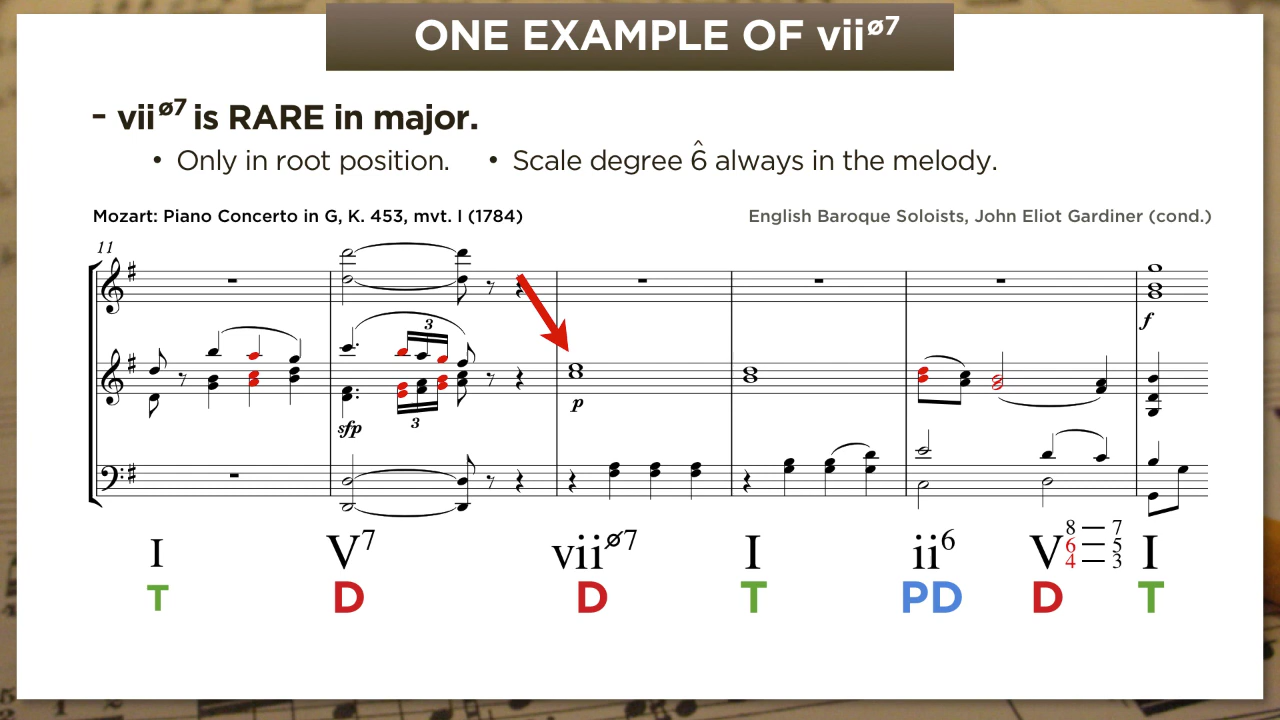 ONE EXAMPLE OF viiø7
- viiø7 is RARE in major.
• Only in root position. • Scale degree 6̂ always in the melody.
Mozart: Piano Concerto in G, K. 453, mvt. I (1784) English Baroque Soloists, John Eliot Gardiner (cond.)
11
3
f
sfp
3
p
I V7 viiø7 I ii6 V8—7 6—5 4—3 I
T D D T PD D T